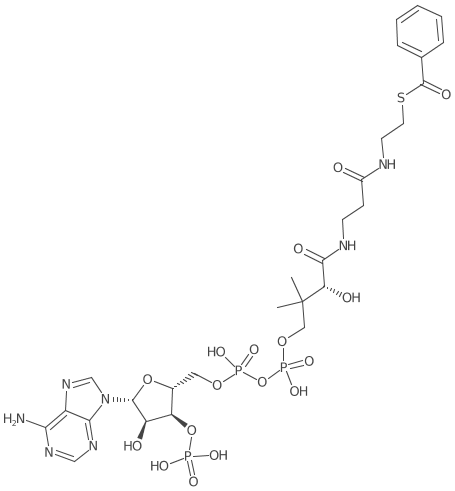 S O
O NH
O NH
OH
O
HO O P O P O
O N N O OH
H₂N N N HO O
HO P OH
O